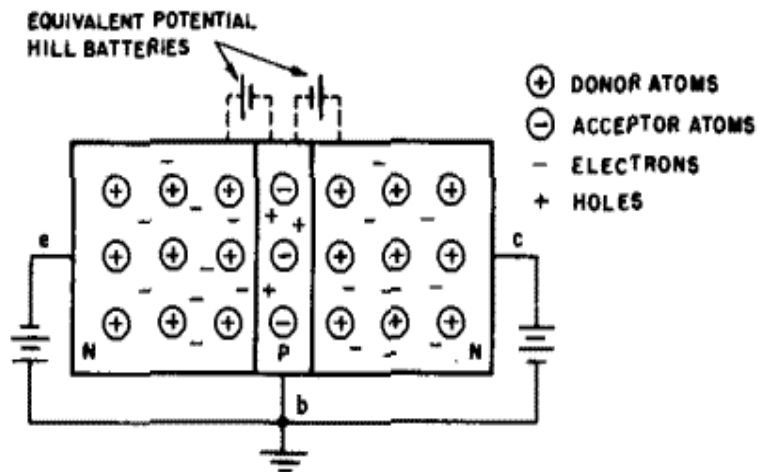 EQUIVALENT POTENTIAL
HILL BATTERIES
DONOR ATOMS
ACCEPTOR ATOMS
ELECTRONS
HOLES
e
c
N
P
N
b